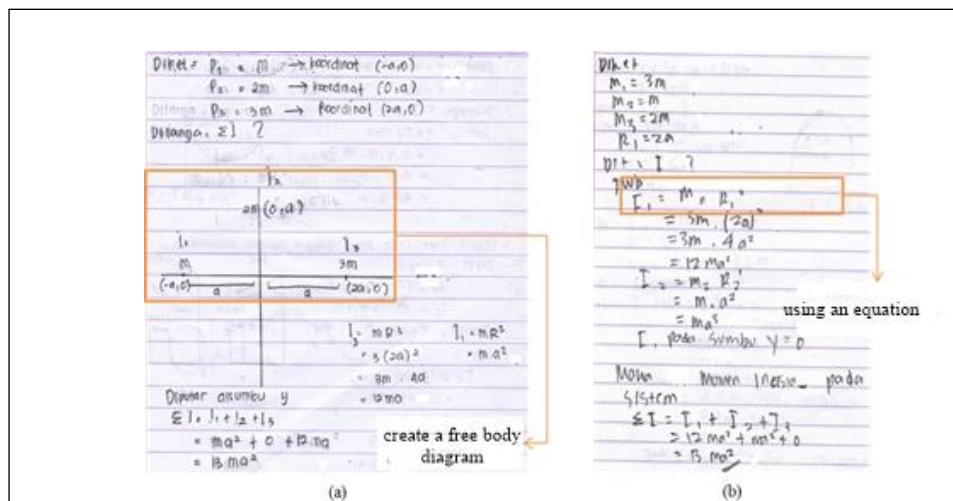 Diket = P₁ = m → koordinat (-a,0)
P₂ = 2m → koordinat (0,a)
P₃ = 3m → koordinat (2a,0)
Ditanya. ΣI ?
I₂
2m (0,a)
I₁ I₃
m 3m
(-a,0) a a (2a,0)
I₃ = mR² I₁ = mR²
= 3(2a)² = m.a²
= 3m . 4a
= 12ma
Diputar disumbu y
ΣI = I₁ + I₂ + I₃
= ma² + 0 + 12ma²
= 13 ma²
create a free body
diagram
(a)
Diket
m₁ = 3m
m₂ = m
m₃ = 2m
R₁ = 2a
Dit = I ?
Jwb
I₁ = m₁ R₁²
= 3m . (2a)²
= 3m . 4a²
= 12 ma²
I₂ = m₂ R₂²
= m . a²
= ma²
I, pada sumbu y = 0
Momen Inersia pada
sistem
ΣI = I₁ + I₂ + I₃
= 12 ma² + ma² + 0
= 13 ma²
using an equation
(b)